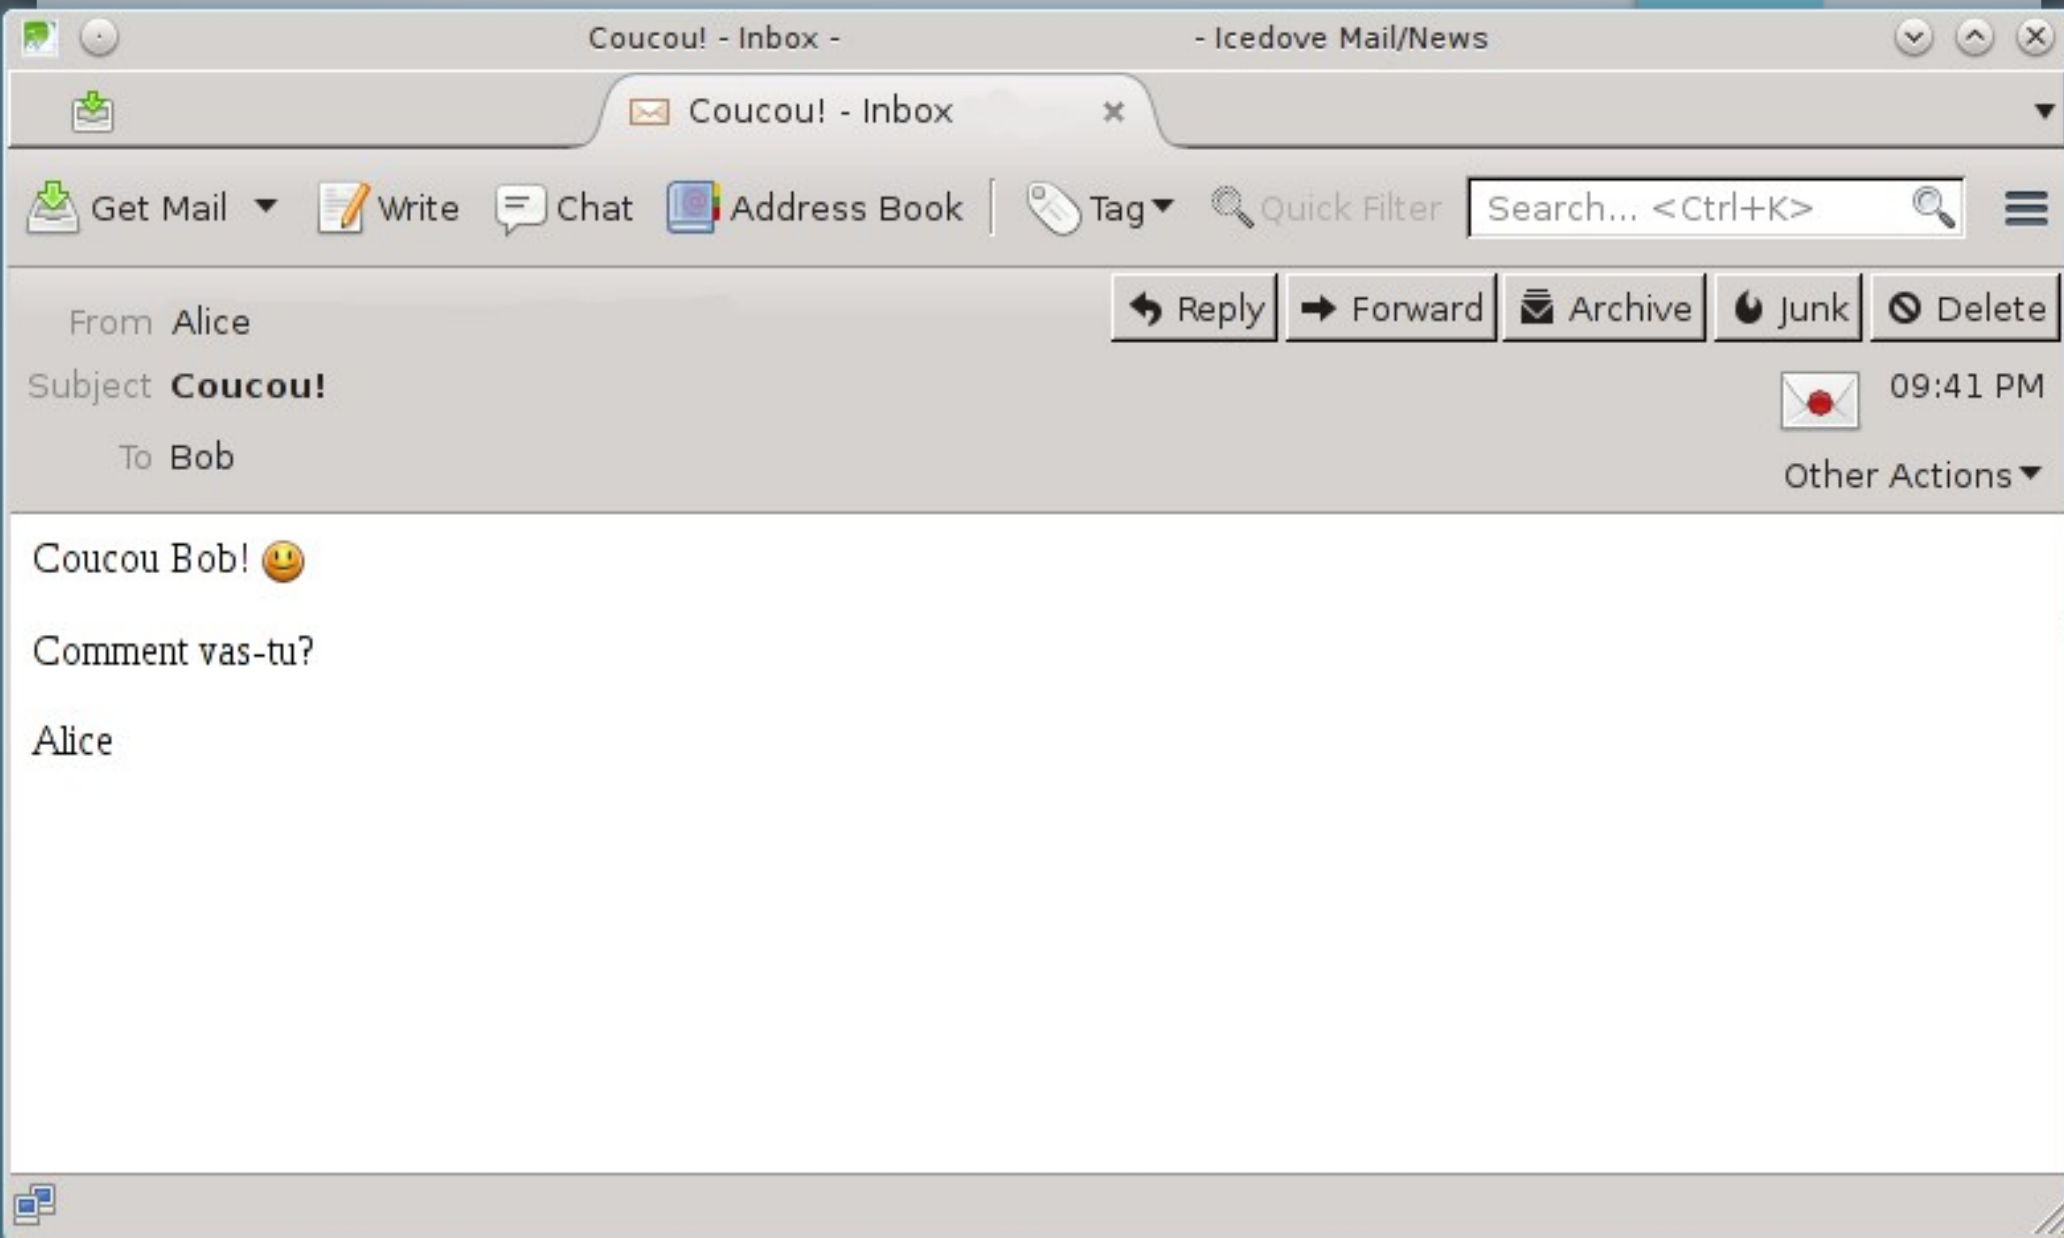 Coucou! - Inbox - - Icedove Mail/News
Coucou! - Inbox
Get Mail Write Chat Address Book Tag Quick Filter Search... <Ctrl+K>
From Alice Reply Forward Archive Junk Delete
Subject Coucou! 09:41 PM
To Bob
Other Actions
Coucou Bob! 😃
Comment vas-tu?
Alice